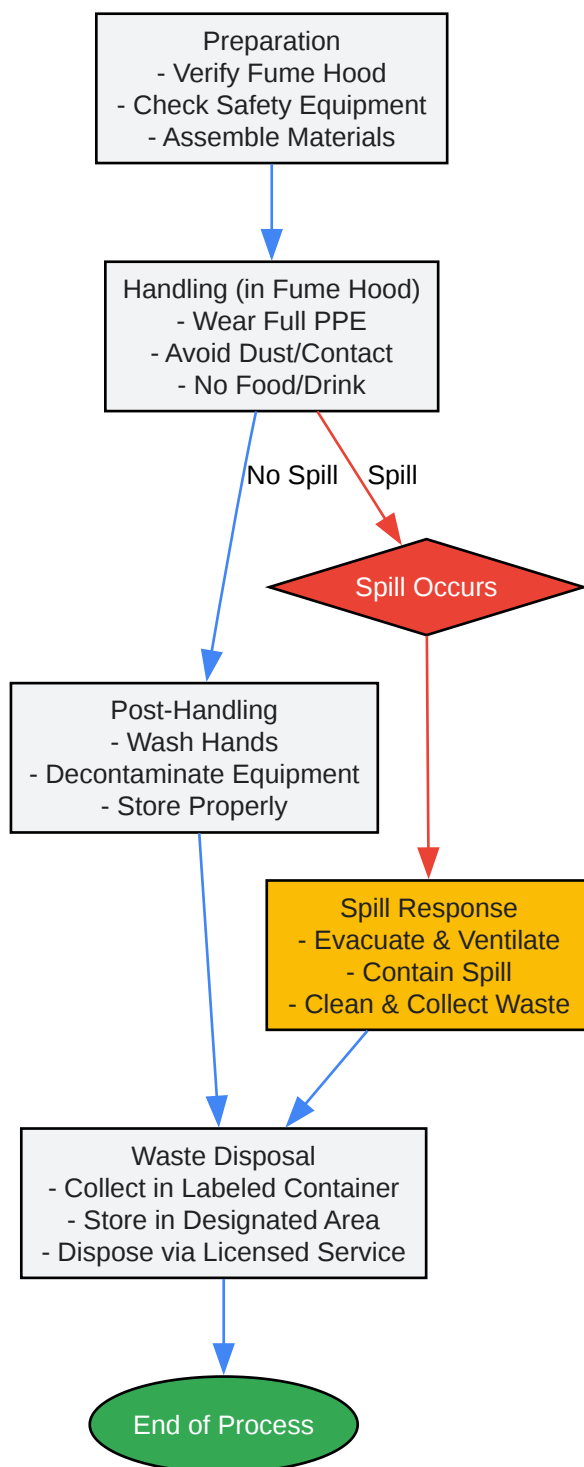 Preparation
- Verify Fume Hood
- Check Safety Equipment
- Assemble Materials
Handling (in Fume Hood)
- Wear Full PPE
- Avoid Dust/Contact
- No Food/Drink
No Spill
Spill
Spill Occurs
Post-Handling
- Wash Hands
- Decontaminate Equipment
- Store Properly
Spill Response
- Evacuate & Ventilate
- Contain Spill
- Clean & Collect Waste
Waste Disposal
- Collect in Labeled Container
- Store in Designated Area
- Dispose via Licensed Service
End of Process